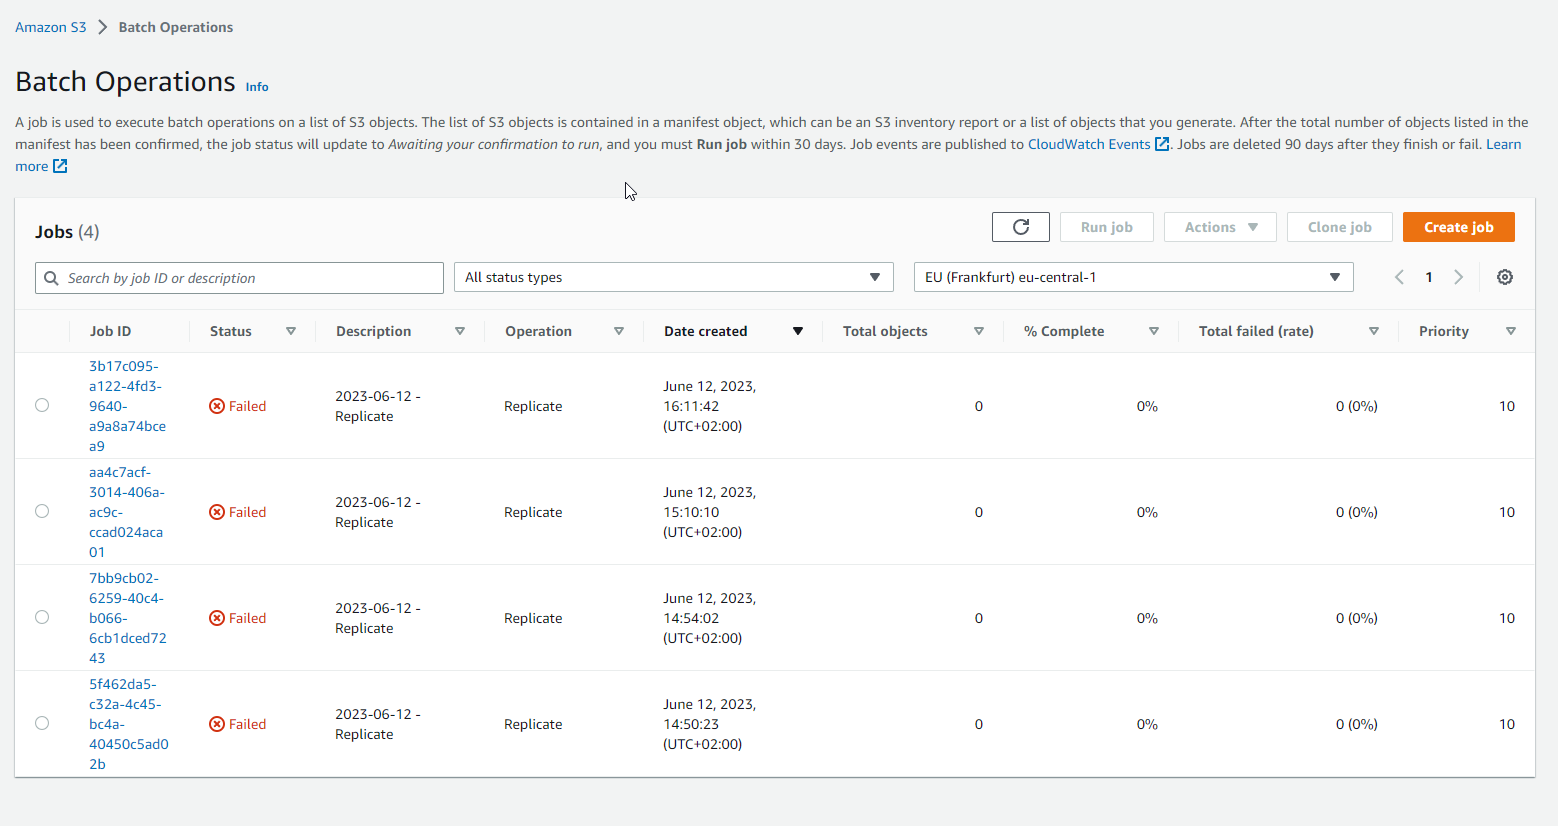 Amazon S3 > Batch Operations
Batch Operations Info
A job is used to execute batch operations on a list of S3 objects. The list of S3 objects is contained in a manifest object, which can be an S3 inventory report or a list of objects that you generate. After the total number of objects listed in the
manifest has been confirmed, the job status will update to Awaiting your confirmation to run, and you must Run job within 30 days. Job events are published to CloudWatch Events. Jobs are deleted 90 days after they finish or fail. Learn
more
Jobs (4) Run job Actions Clone job Create job
Search by job ID or description All status types EU (Frankfurt) eu-central-1 1
Job ID Status Description Operation Date created Total objects % Complete Total failed (rate) Priority
3b17c095-
a122-4fd3-
9640-
a9a8a74bce
a9
Failed
2023-06-12 -
Replicate
Replicate
June 12, 2023,
16:11:42
(UTC+02:00)
0
0%
0 (0%)
10
aa4c7acf-
3014-406a-
ac9c-
ccad024aca
01
Failed
2023-06-12 -
Replicate
Replicate
June 12, 2023,
15:10:10
(UTC+02:00)
0
0%
0 (0%)
10
7bb9cb02-
6259-40c4-
b066-
6cb1dced72
43
Failed
2023-06-12 -
Replicate
Replicate
June 12, 2023,
14:54:02
(UTC+02:00)
0
0%
0 (0%)
10
5f462da5-
c32a-4c45-
bc4a-
40450c5ad0
2b
Failed
2023-06-12 -
Replicate
Replicate
June 12, 2023,
14:50:23
(UTC+02:00)
0
0%
0 (0%)
10